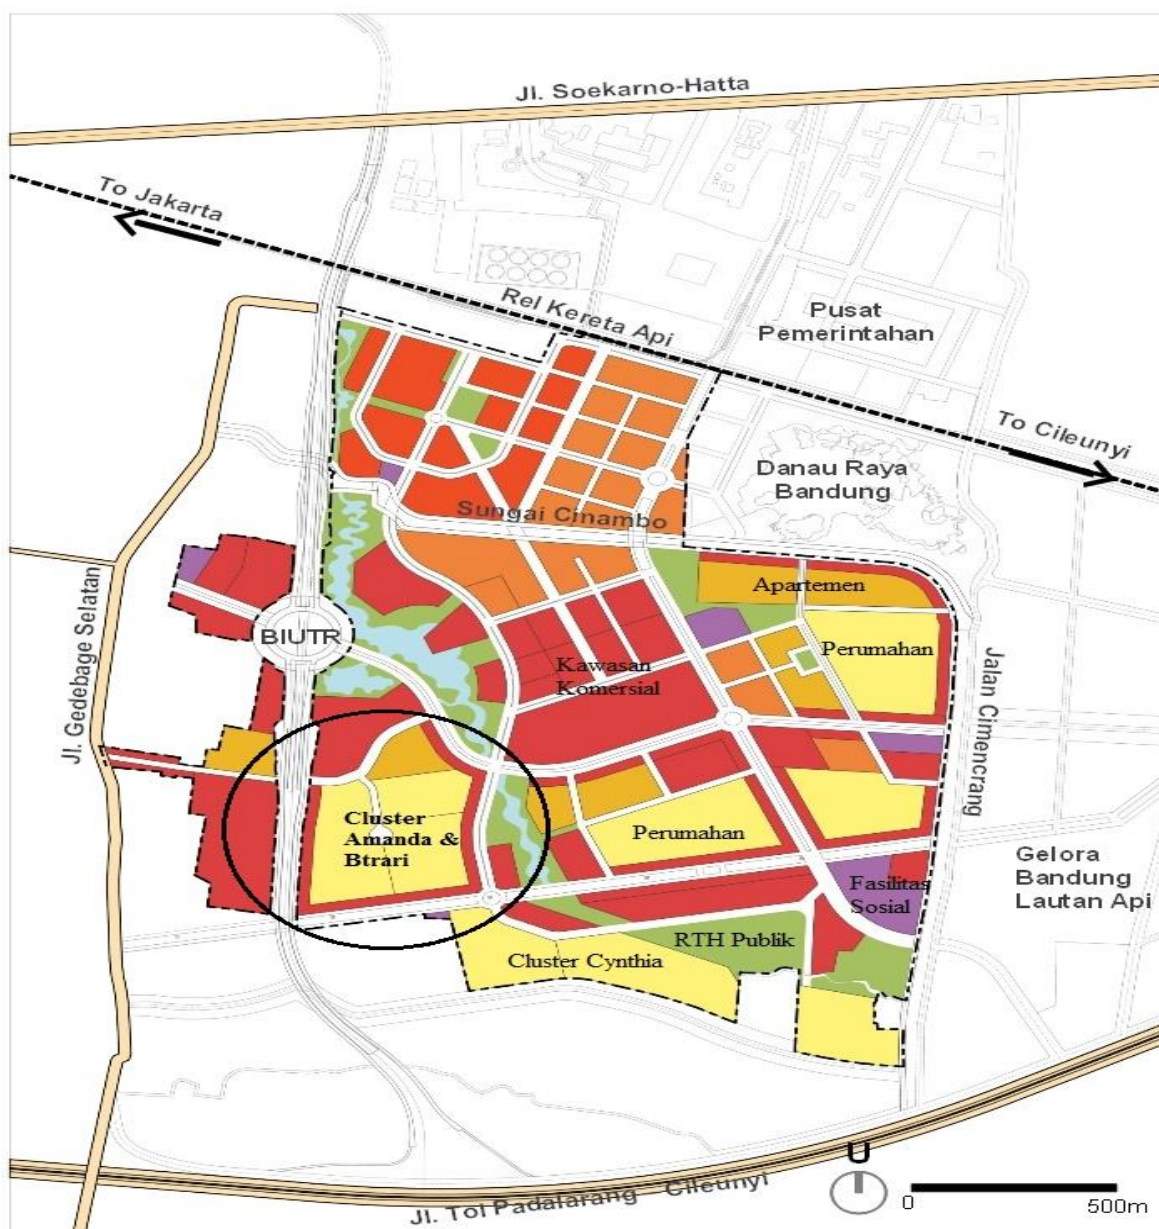 Jl. Soekarno-Hatta
To Jakarta
Rel Kereta Api
Pusat
Pemerintahan
To Cileunyi
Danau Raya
Bandung
Sungai Cinambo
Jl. Gedebage Selatan
Apartemen
BIUTR
Perumahan
Kawasan
Komersial
Jalan Cimencrang
Cluster
Amanda &
Btrari
Perumahan
Gelora
Bandung
Lautan Api
Fasilitas
Sosial
RTH Publik
Cluster Cynthia
U
0
500m
Jl. Tol Padalarang - Cileunyi